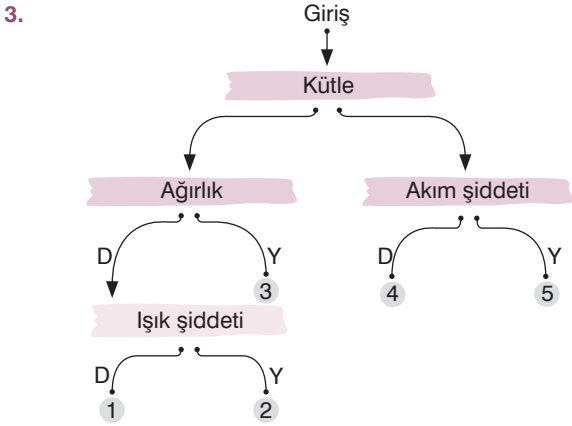 3.
Giriş
Kütle
Ağırlık Akım şiddeti
D Y D Y
3 4 5
Işık şiddeti
D Y
1 2